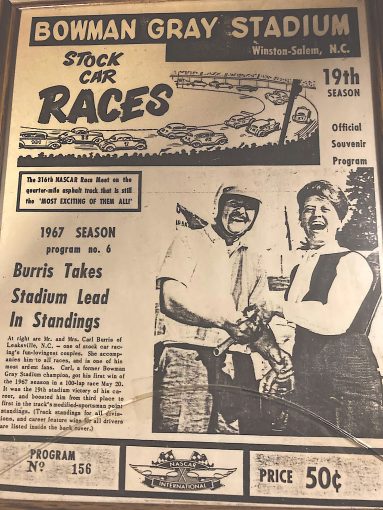 BOWMAN GRAY STADIUM
Winston-Salem, N.C.
STOCK
CAR
RACES
19th
SEASON
Official
Souvenir
Program
The 316th NASCAR Race Meet on the
quarter-mile asphalt track that is still
the 'MOST EXCITING OF THEM ALL!'
1967 SEASON
program no. 6
Burris Takes
Stadium Lead
In Standings
At right are Mr. and Mrs. Carl Burris of
Leaksville, N.C. — one of stock car rac-
ing's fun-lovingest couples. She accompa-
nies him to all races, and is one of his
most ardent fans. Carl, a former Bowman
Gray Stadium champion, got his first win of
the 1967 season in a 100-lap race May 20.
It was the 19th stadium victory of his ca-
reer, and boosted him from third place to
first in the track's modified-sportsman point
standings. (Track standings for all divis-
ions, and career feature wins for all drivers
are listed inside the back cover.)
PROGRAM
Nº 156
NASCAR
INTERNATIONAL
PRICE 50¢